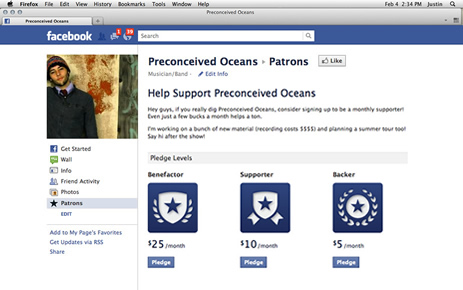 Firefox File Edit View History Bookmarks Tools Window Help Feb 4 2:34 PM Justin
Preconceived Oceans
Preconceived Oceans
facebook 1 39 Search
Preconceived Oceans ▸ Patrons Like
Musician/Band · Edit Info
Help Support Preconceived Oceans
Hey guys, if you really dig Preconceived Oceans, consider signing up to be a monthly supporter!
Even just a few bucks a month helps a ton.
I'm working on a bunch of new material (recording costs $$$$) and planning a summer tour too!
Say hi after the show!
Get Started
Wall
Info
Friend Activity
Photos
Patrons
EDIT
Add to My Page's Favorites
Get Updates via RSS
Share
Pledge Levels
Benefactor Supporter Backer
$25 /month $10 /month $5 /month
Pledge Pledge Pledge